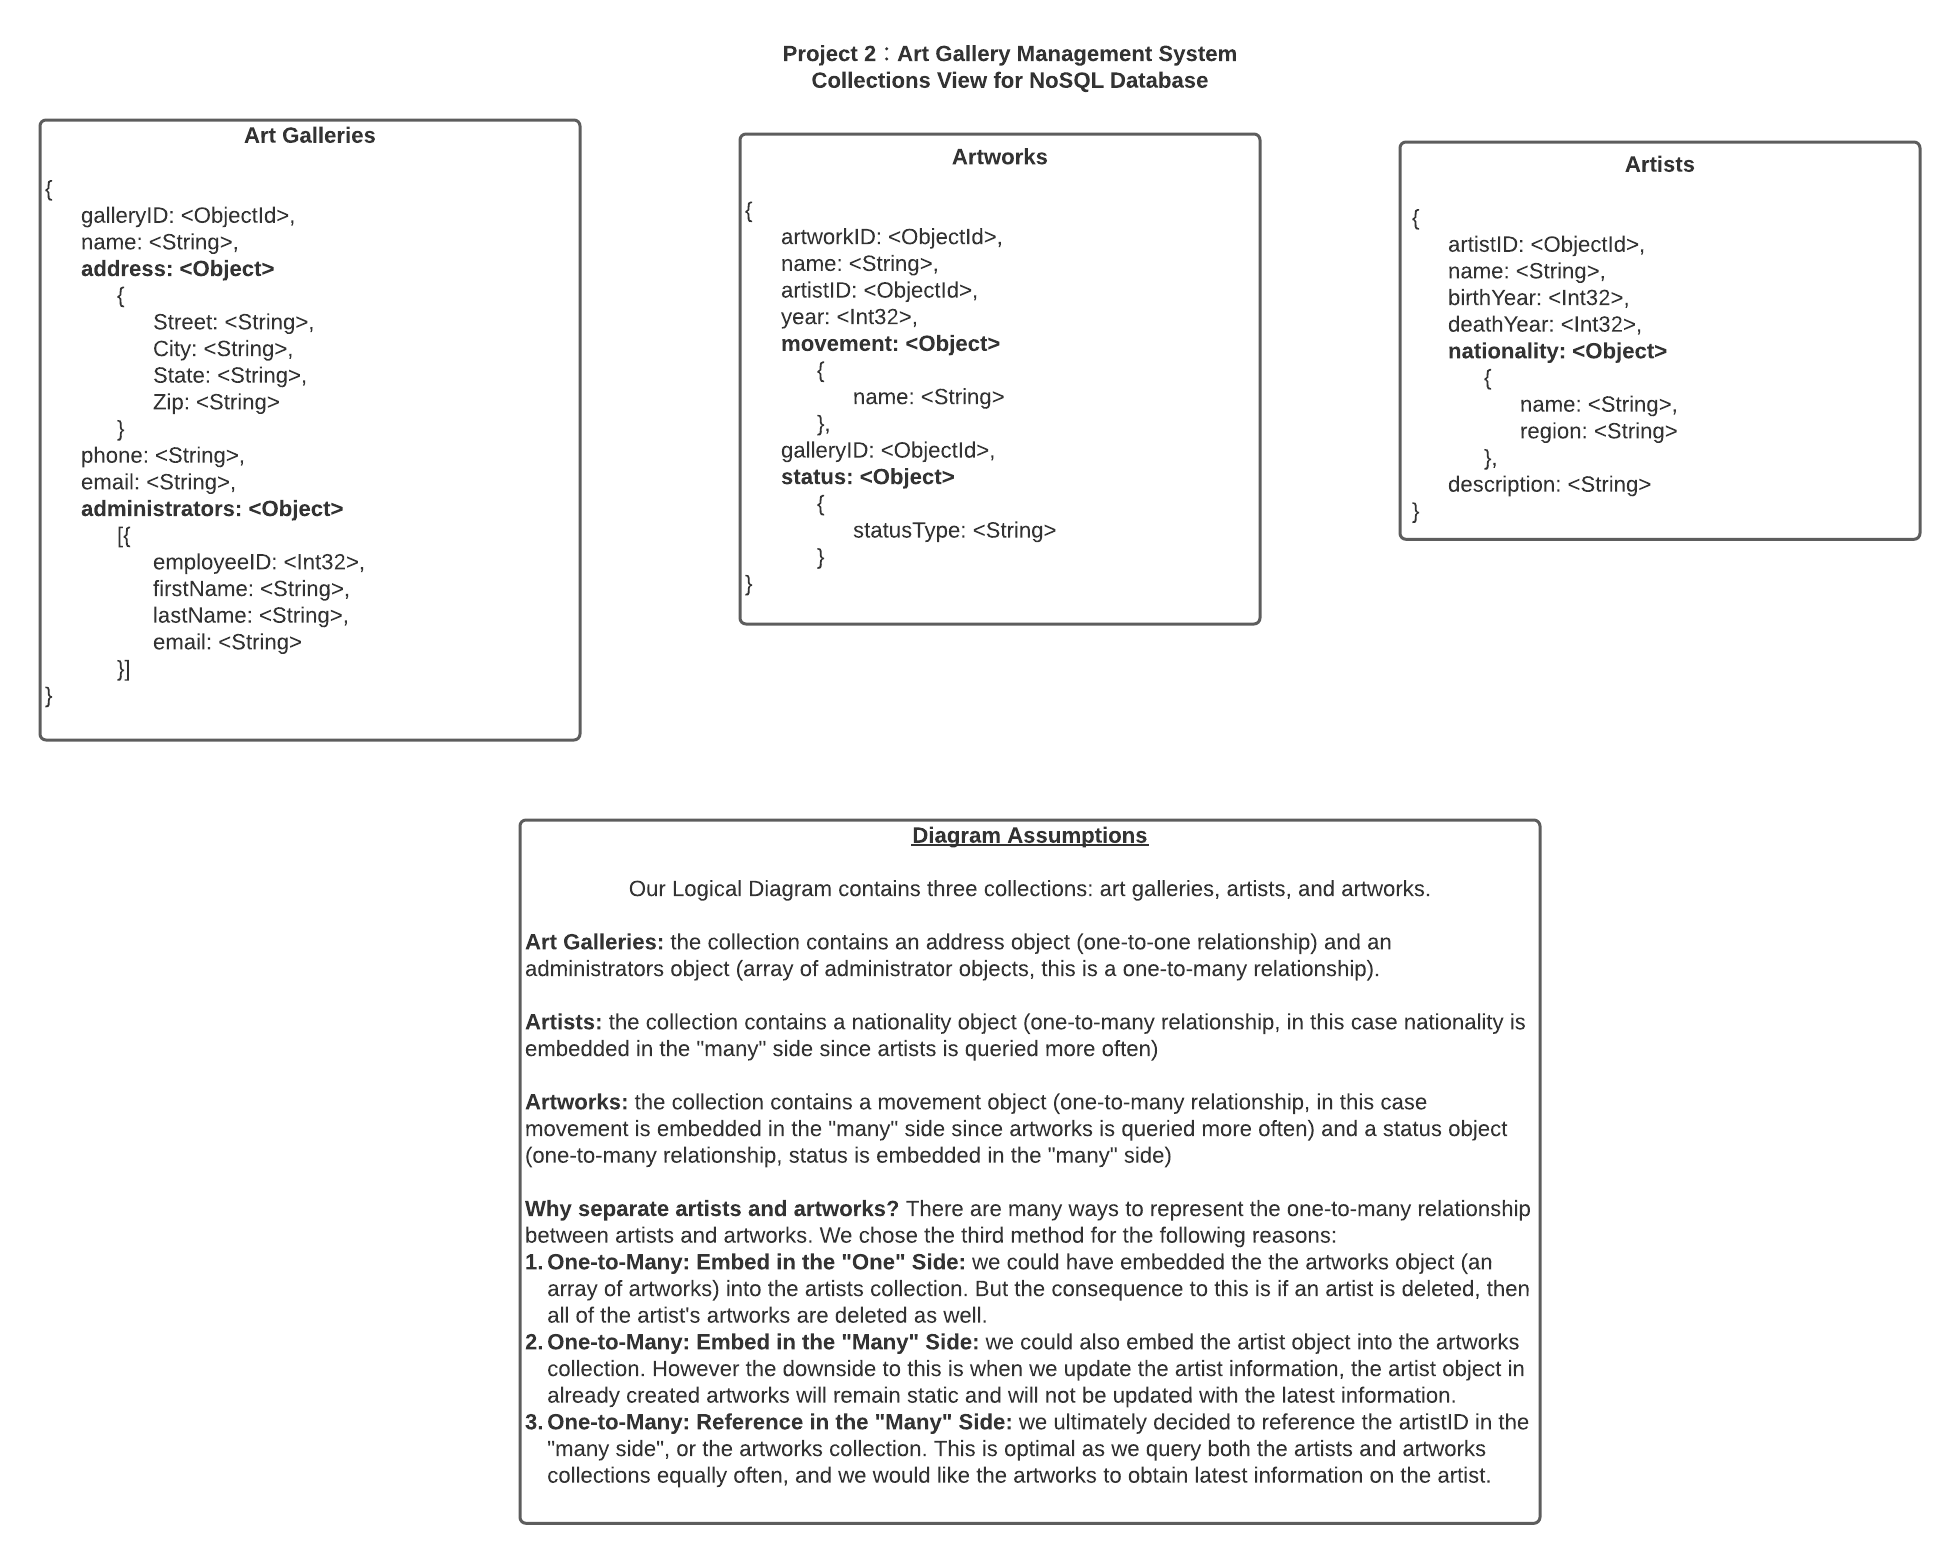 Project 2 : Art Gallery Management System
Collections View for NoSQL Database
Art Galleries
{
galleryID: <ObjectId>,
name: <String>,
address: <Object>
{
Street: <String>,
City: <String>,
State: <String>,
Zip: <String>
}
phone: <String>,
email: <String>,
administrators: <Object>
[{
employeeID: <Int32>,
firstName: <String>,
lastName: <String>,
email: <String>
}]
}
Artworks
{
artworkID: <ObjectId>,
name: <String>,
artistID: <ObjectId>,
year: <Int32>,
movement: <Object>
{
name: <String>
},
galleryID: <ObjectId>,
status: <Object>
{
statusType: <String>
}
}
Artists
{
artistID: <ObjectId>,
name: <String>,
birthYear: <Int32>,
deathYear: <Int32>,
nationality: <Object>
{
name: <String>,
region: <String>
},
description: <String>
}
Diagram Assumptions
Our Logical Diagram contains three collections: art galleries, artists, and artworks.
Art Galleries: the collection contains an address object (one-to-one relationship) and an
administrators object (array of administrator objects, this is a one-to-many relationship).
Artists: the collection contains a nationality object (one-to-many relationship, in this case nationality is
embedded in the "many" side since artists is queried more often)
Artworks: the collection contains a movement object (one-to-many relationship, in this case
movement is embedded in the "many" side since artworks is queried more often) and a status object
(one-to-many relationship, status is embedded in the "many" side)
Why separate artists and artworks? There are many ways to represent the one-to-many relationship
between artists and artworks. We chose the third method for the following reasons:
1. One-to-Many: Embed in the "One" Side: we could have embedded the the artworks object (an
array of artworks) into the artists collection. But the consequence to this is if an artist is deleted, then
all of the artist's artworks are deleted as well.
2. One-to-Many: Embed in the "Many" Side: we could also embed the artist object into the artworks
collection. However the downside to this is when we update the artist information, the artist object in
already created artworks will remain static and will not be updated with the latest information.
3. One-to-Many: Reference in the "Many" Side: we ultimately decided to reference the artistID in the
"many side", or the artworks collection. This is optimal as we query both the artists and artworks
collections equally often, and we would like the artworks to obtain latest information on the artist.